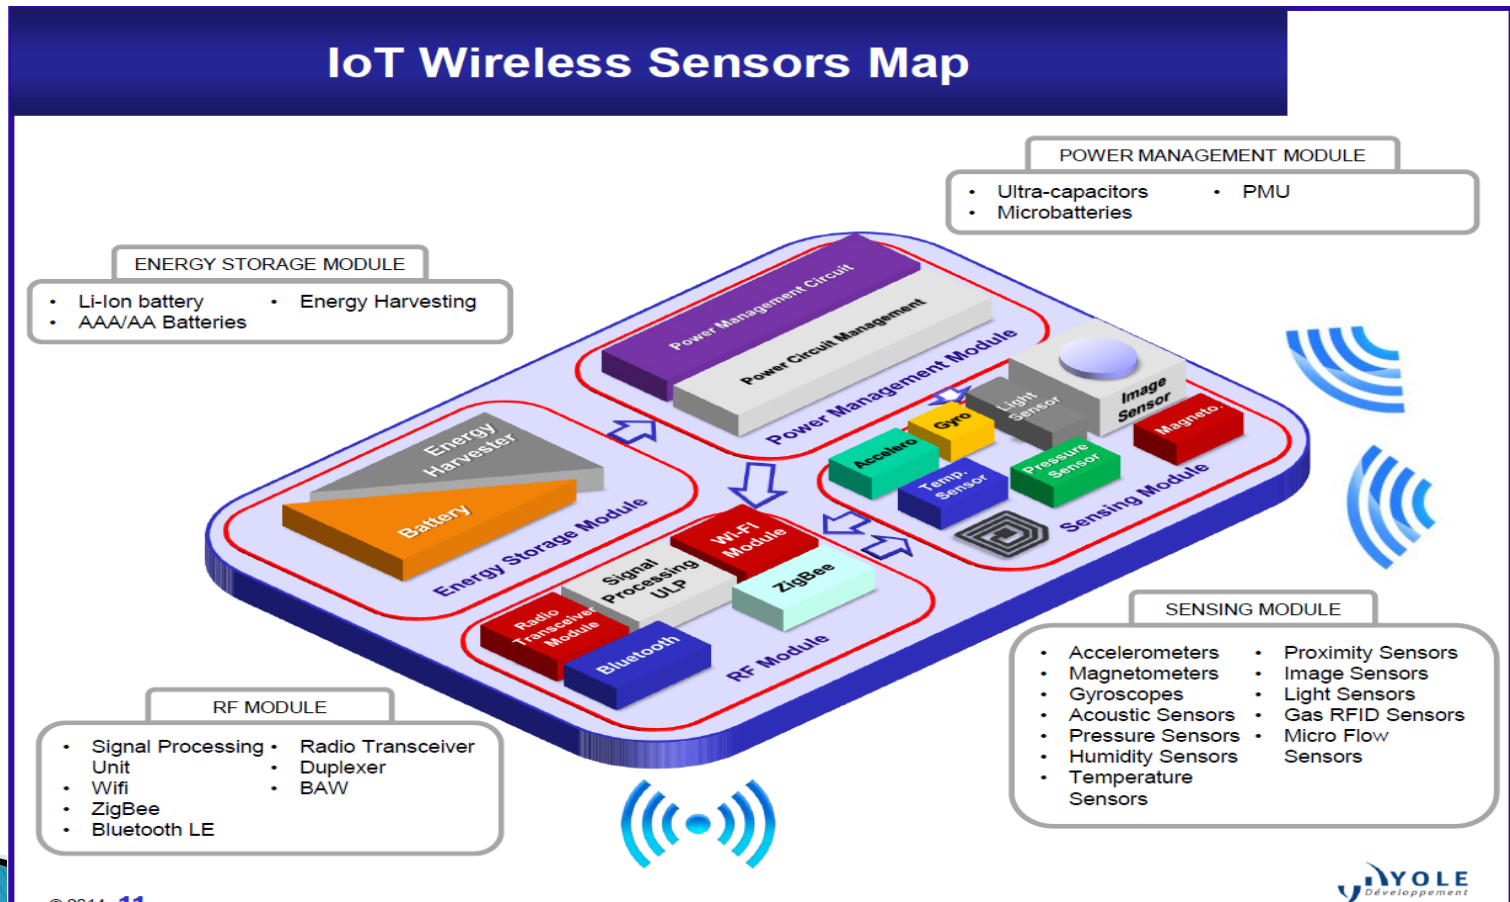 IoT Wireless Sensors Map
POWER MANAGEMENT MODULE
• Ultra-capacitors
• Microbatteries
• PMU
ENERGY STORAGE MODULE
• Li-Ion battery
• AAA/AA Batteries
• Energy Harvesting
Power Management Circuit
Power Circuit Management
Power Management Module
Energy
Harvester
Battery
Energy Storage Module
Image
Sensor
Light
Sensor
Gyro
Accelero
Magneto.
Pressure
Sensor
Temp.
Sensor
Sensing Module
Wi-Fi
Module
Signal
Processing
ULP
ZigBee
Radio
Transceiver
Module
Bluetooth
RF Module
SENSING MODULE
• Accelerometers
• Magnetometers
• Gyroscopes
• Acoustic Sensors
• Pressure Sensors
• Humidity Sensors
• Temperature
Sensors
• Proximity Sensors
• Image Sensors
• Light Sensors
• Gas RFID Sensors
• Micro Flow
Sensors
RF MODULE
• Signal Processing
Unit
• Wifi
• ZigBee
• Bluetooth LE
• Radio Transceiver
• Duplexer
• BAW
YOLE
Développement
© 2014 11